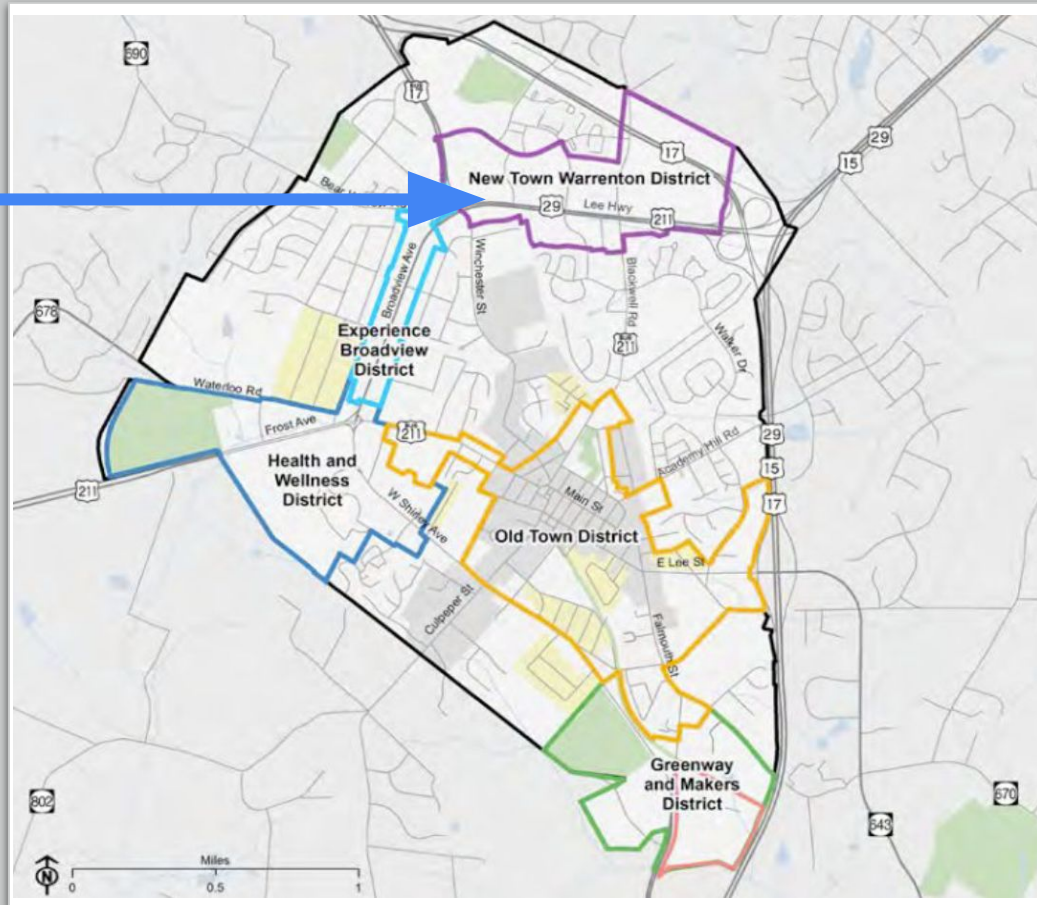 690
17
29
15
17
New Town Warrenton District
Lee Hwy
29
211
Broadview Ave
Winchester St
Blackwell Rd
678
211
Walker Dr
Experience
Broadview
District
Waterloo Rd
Frost Ave
211
Health and
Wellness
District
211
Academy Hill Rd
29
15
17
Main St
W Shirley Ave
Old Town District
E Lee St
Culpeper St
Falmouth St
Greenway
and Makers
District
802
670
643
Miles
N
0
0.5
1